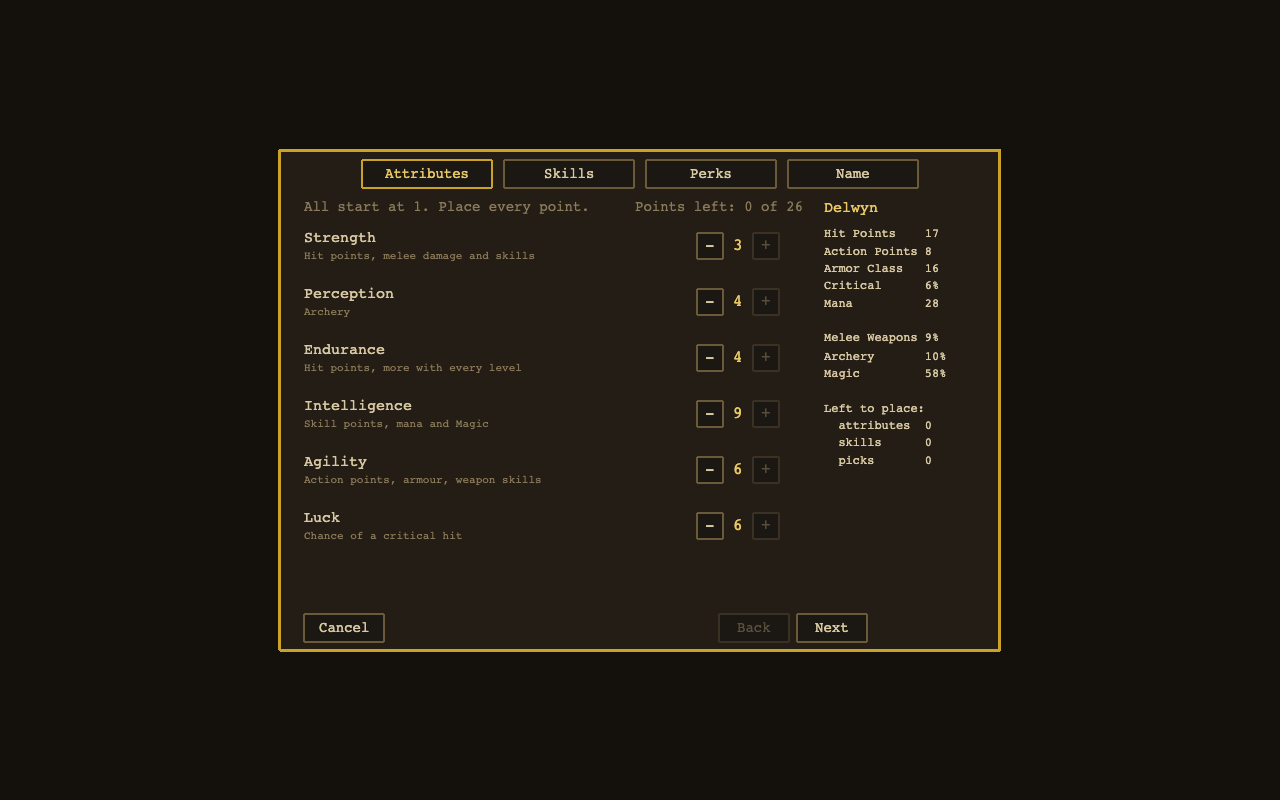 Attributes Skills Perks Name
All start at 1. Place every point. Points left: 0 of 26
Strength
Hit points, melee damage and skills
− 3 +
Perception
Archery
− 4 +
Endurance
Hit points, more with every level
− 4 +
Intelligence
Skill points, mana and Magic
− 9 +
Agility
Action points, armour, weapon skills
− 6 +
Luck
Chance of a critical hit
− 6 +
Delwyn
Hit Points 17
Action Points 8
Armor Class 16
Critical 6%
Mana 28
Melee Weapons 9%
Archery 10%
Magic 58%
Left to place:
attributes 0
skills 0
picks 0
Cancel Back Next